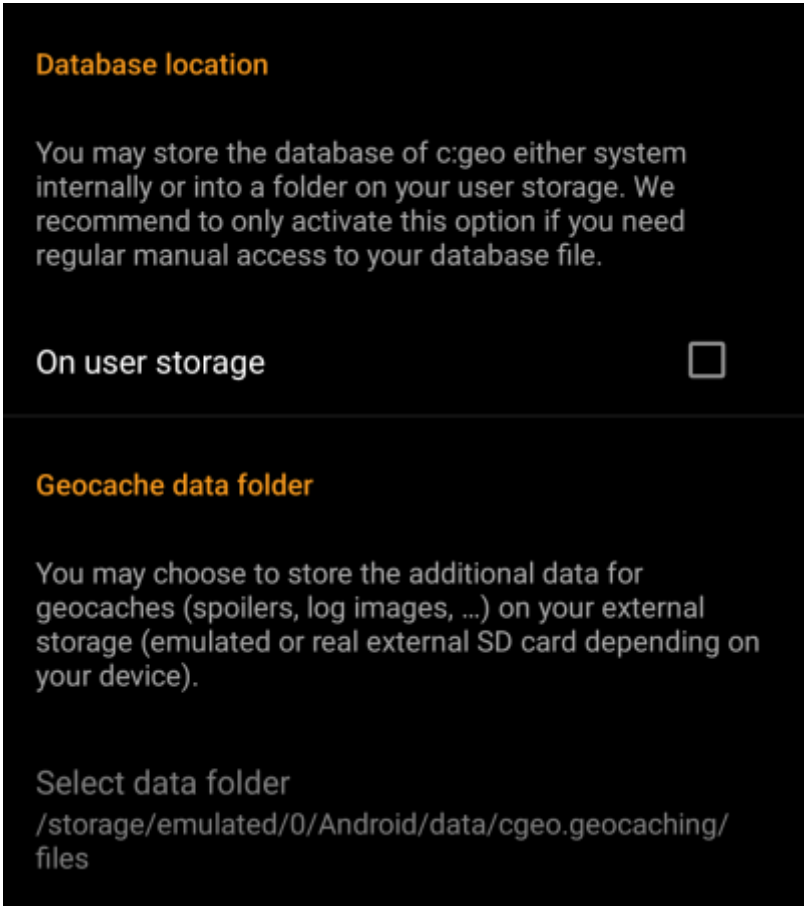 Database location
You may store the database of c:geo either system
internally or into a folder on your user storage. We
recommend to only activate this option if you need
regular manual access to your database file.
On user storage
Geocache data folder
You may choose to store the additional data for
geocaches (spoilers, log images, …) on your external
storage (emulated or real external SD card depending on
your device).
Select data folder
/storage/emulated/0/Android/data/cgeo.geocaching/
files